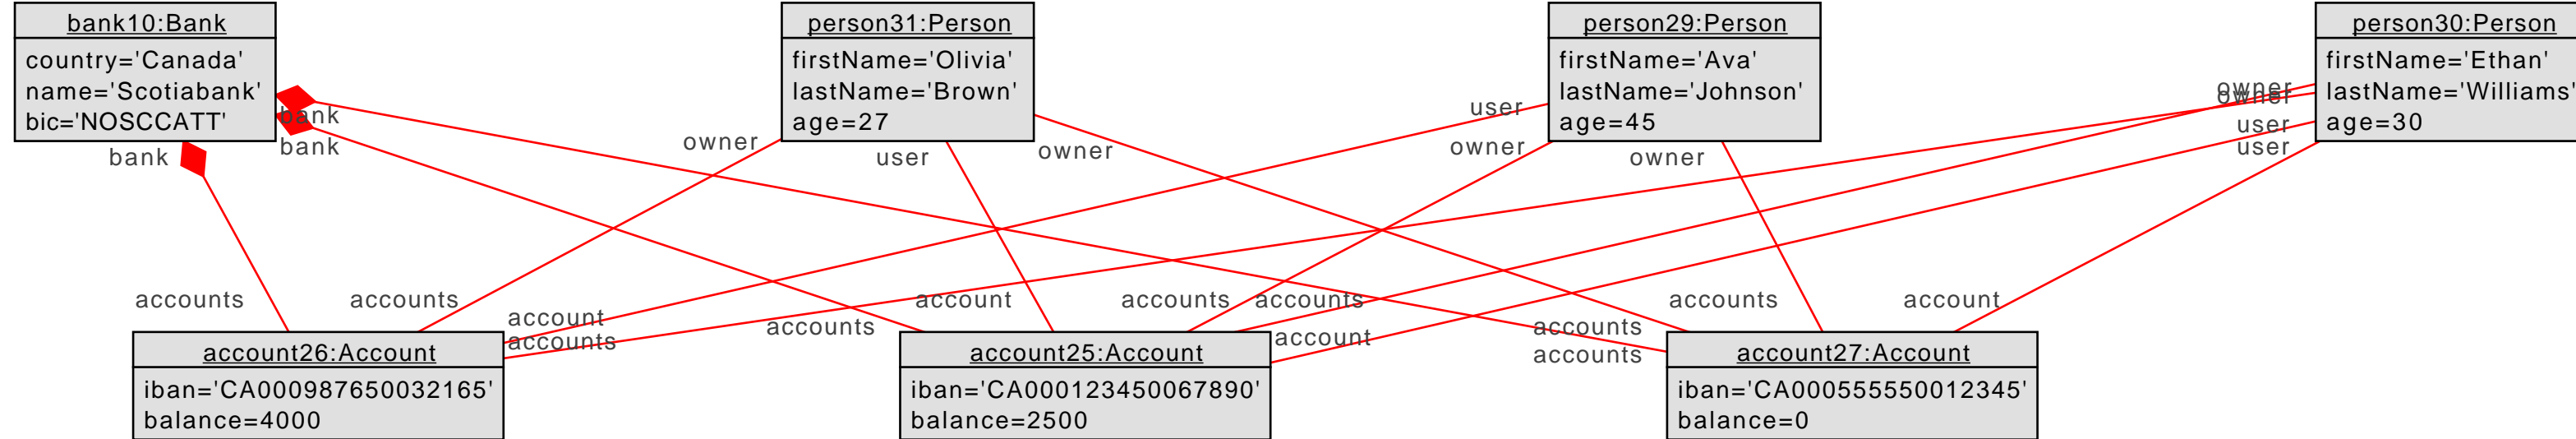 bank10:Bank
country='Canada'
name='Scotiabank'
bic='NOSCCATT'
person31:Person
firstName='Olivia'
lastName='Brown'
age=27
person29:Person
firstName='Ava'
lastName='Johnson'
age=45
person30:Person
firstName='Ethan'
lastName='Williams'
age=30
bank
bank
bank
owner
user
owner
user
owner
owner
owner
owner
user
user
accounts
accounts
account
accounts
accounts
account
accounts
accounts
account
accounts
accounts
accounts
account
account26:Account
iban='CA000987650032165'
balance=4000
account25:Account
iban='CA000123450067890'
balance=2500
account27:Account
iban='CA000555550012345'
balance=0